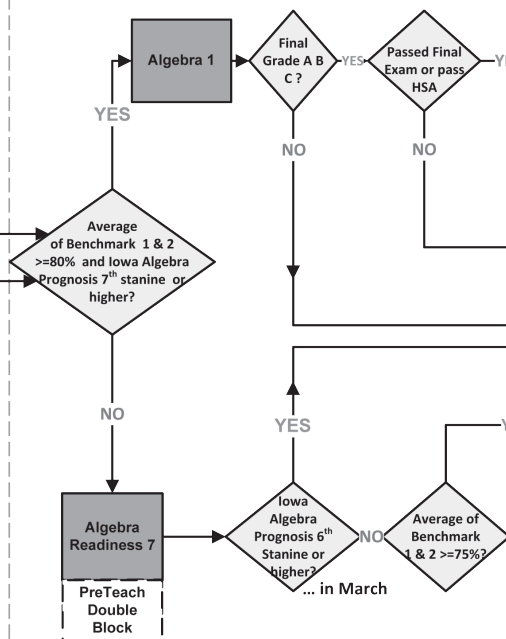 Algebra 1
Final
Grade A B
C ?
YES
Passed Final
Exam or pass
HSA
YES
NO
NO
Average
of Benchmark 1 & 2
>=80% and Iowa Algebra
Prognosis 7th stanine or
higher?
NO
YES
Algebra
Readiness 7
PreTeach
Double
Block
Iowa
Algebra
Prognosis 6th
Stanine or
higher?
... in March
NO
Average of
Benchmark
1 & 2 >=75%?